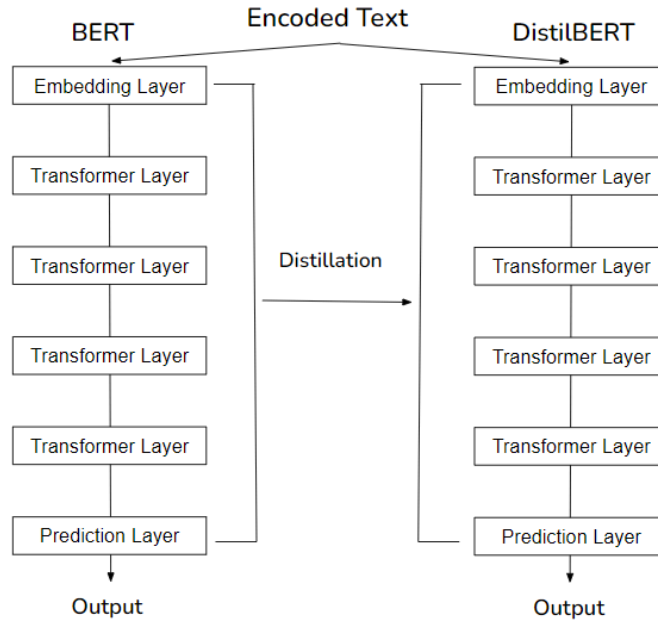 Encoded Text
BERT
DistilBERT
Embedding Layer
Transformer Layer
Transformer Layer
Transformer Layer
Transformer Layer
Prediction Layer
Output
Distillation
Embedding Layer
Transformer Layer
Transformer Layer
Transformer Layer
Transformer Layer
Prediction Layer
Output